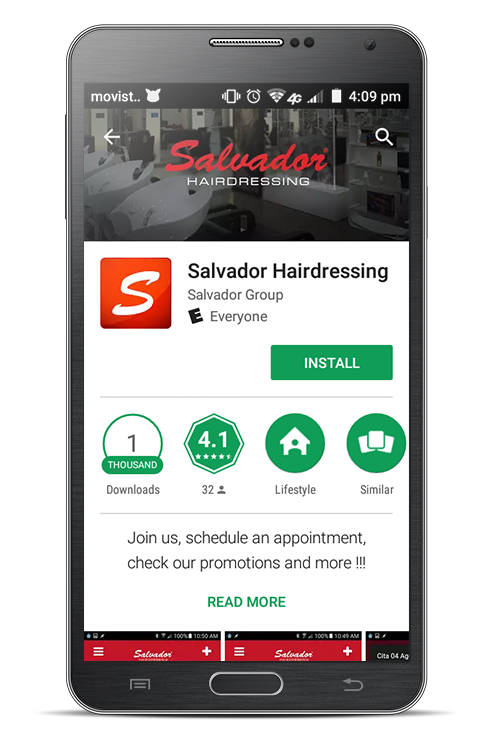 movist..
4G
4:09 pm
Salvador
HAIRDRESSING
S
Salvador Hairdressing
Salvador Group
E
Everyone
INSTALL
1
THOUSAND
4.1
Downloads
32
Lifestyle
Similar
Join us, schedule an appointment,
check our promotions and more !!!
READ MORE
100% 10:50 AM
100% 10:49 AM
Salvador
HAIRDRESSING
Salvador
HAIRDRESSING
Cita 04 Ag